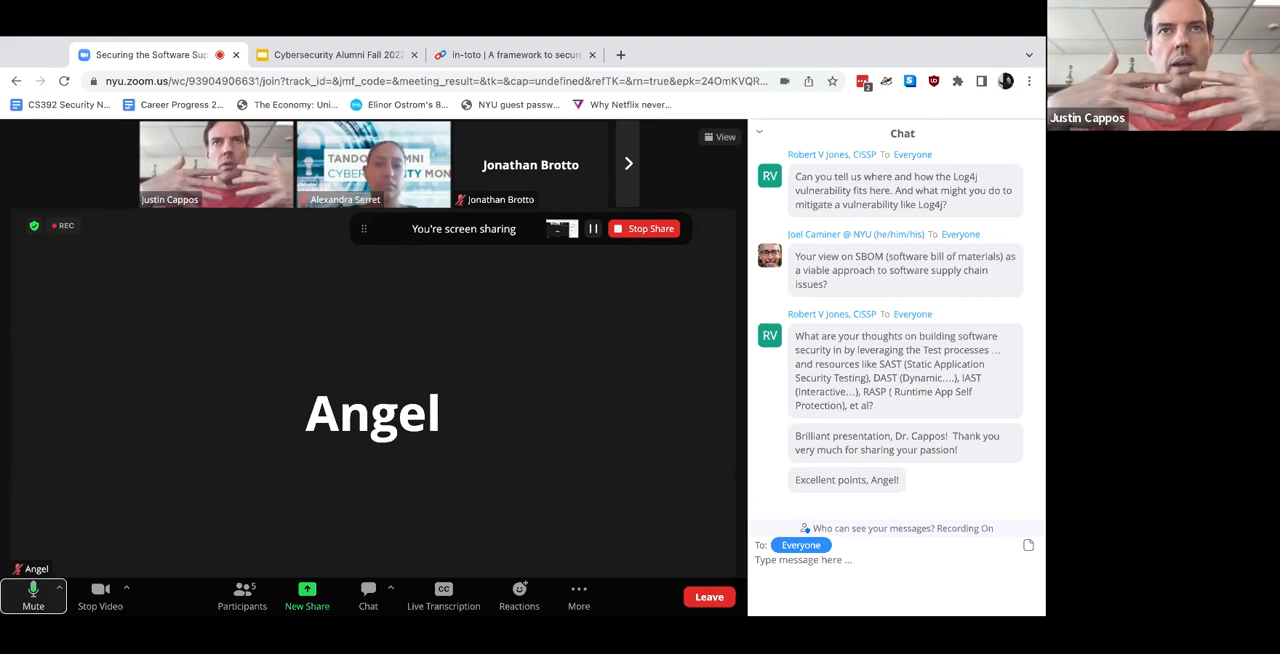 Securing the Software Sup
Cybersecurity Alumni Fall 202
in-toto | A framework to secure
nyu.zoom.us/wc/93904906631/join?track_id=&jmf_code=&meeting_result=&tk=&cap=undefined&refTK=&rn=true&epk=24OmKVQR...
2
CS392 Security N...
Career Progress 2...
The Economy: Uni...
Elinor Ostrom's 8...
NYU guest passw...
Why Netflix never...
Justin Cappos
Justin Cappos
Alexandra Serret
Jonathan Brotto
Jonathan Brotto
View
REC
You're screen sharing
Stop Share
Angel
Angel
Mute
Stop Video
Participants
5
New Share
Chat
CC
Live Transcription
Reactions
More
Leave
Chat
Robert V Jones, CISSP To Everyone
RV
Can you tell us where and how the Log4j
vulnerability fits here. And what might you do to
mitigate a vulnerability like Log4j?
Joel Caminer @ NYU (he/him/his) To Everyone
Your view on SBOM (software bill of materials) as
a viable approach to software supply chain
issues?
Robert V Jones, CISSP To Everyone
RV
What are your thoughts on building software
security in by leveraging the Test processes ...
and resources like SAST (Static Application
Security Testing), DAST (Dynamic....), IAST
(Interactive...), RASP ( Runtime App Self
Protection), et al?
Brilliant presentation, Dr. Cappos! Thank you
very much for sharing your passion!
Excellent points, Angel!
Who can see your messages? Recording On
To: Everyone
Type message here ...